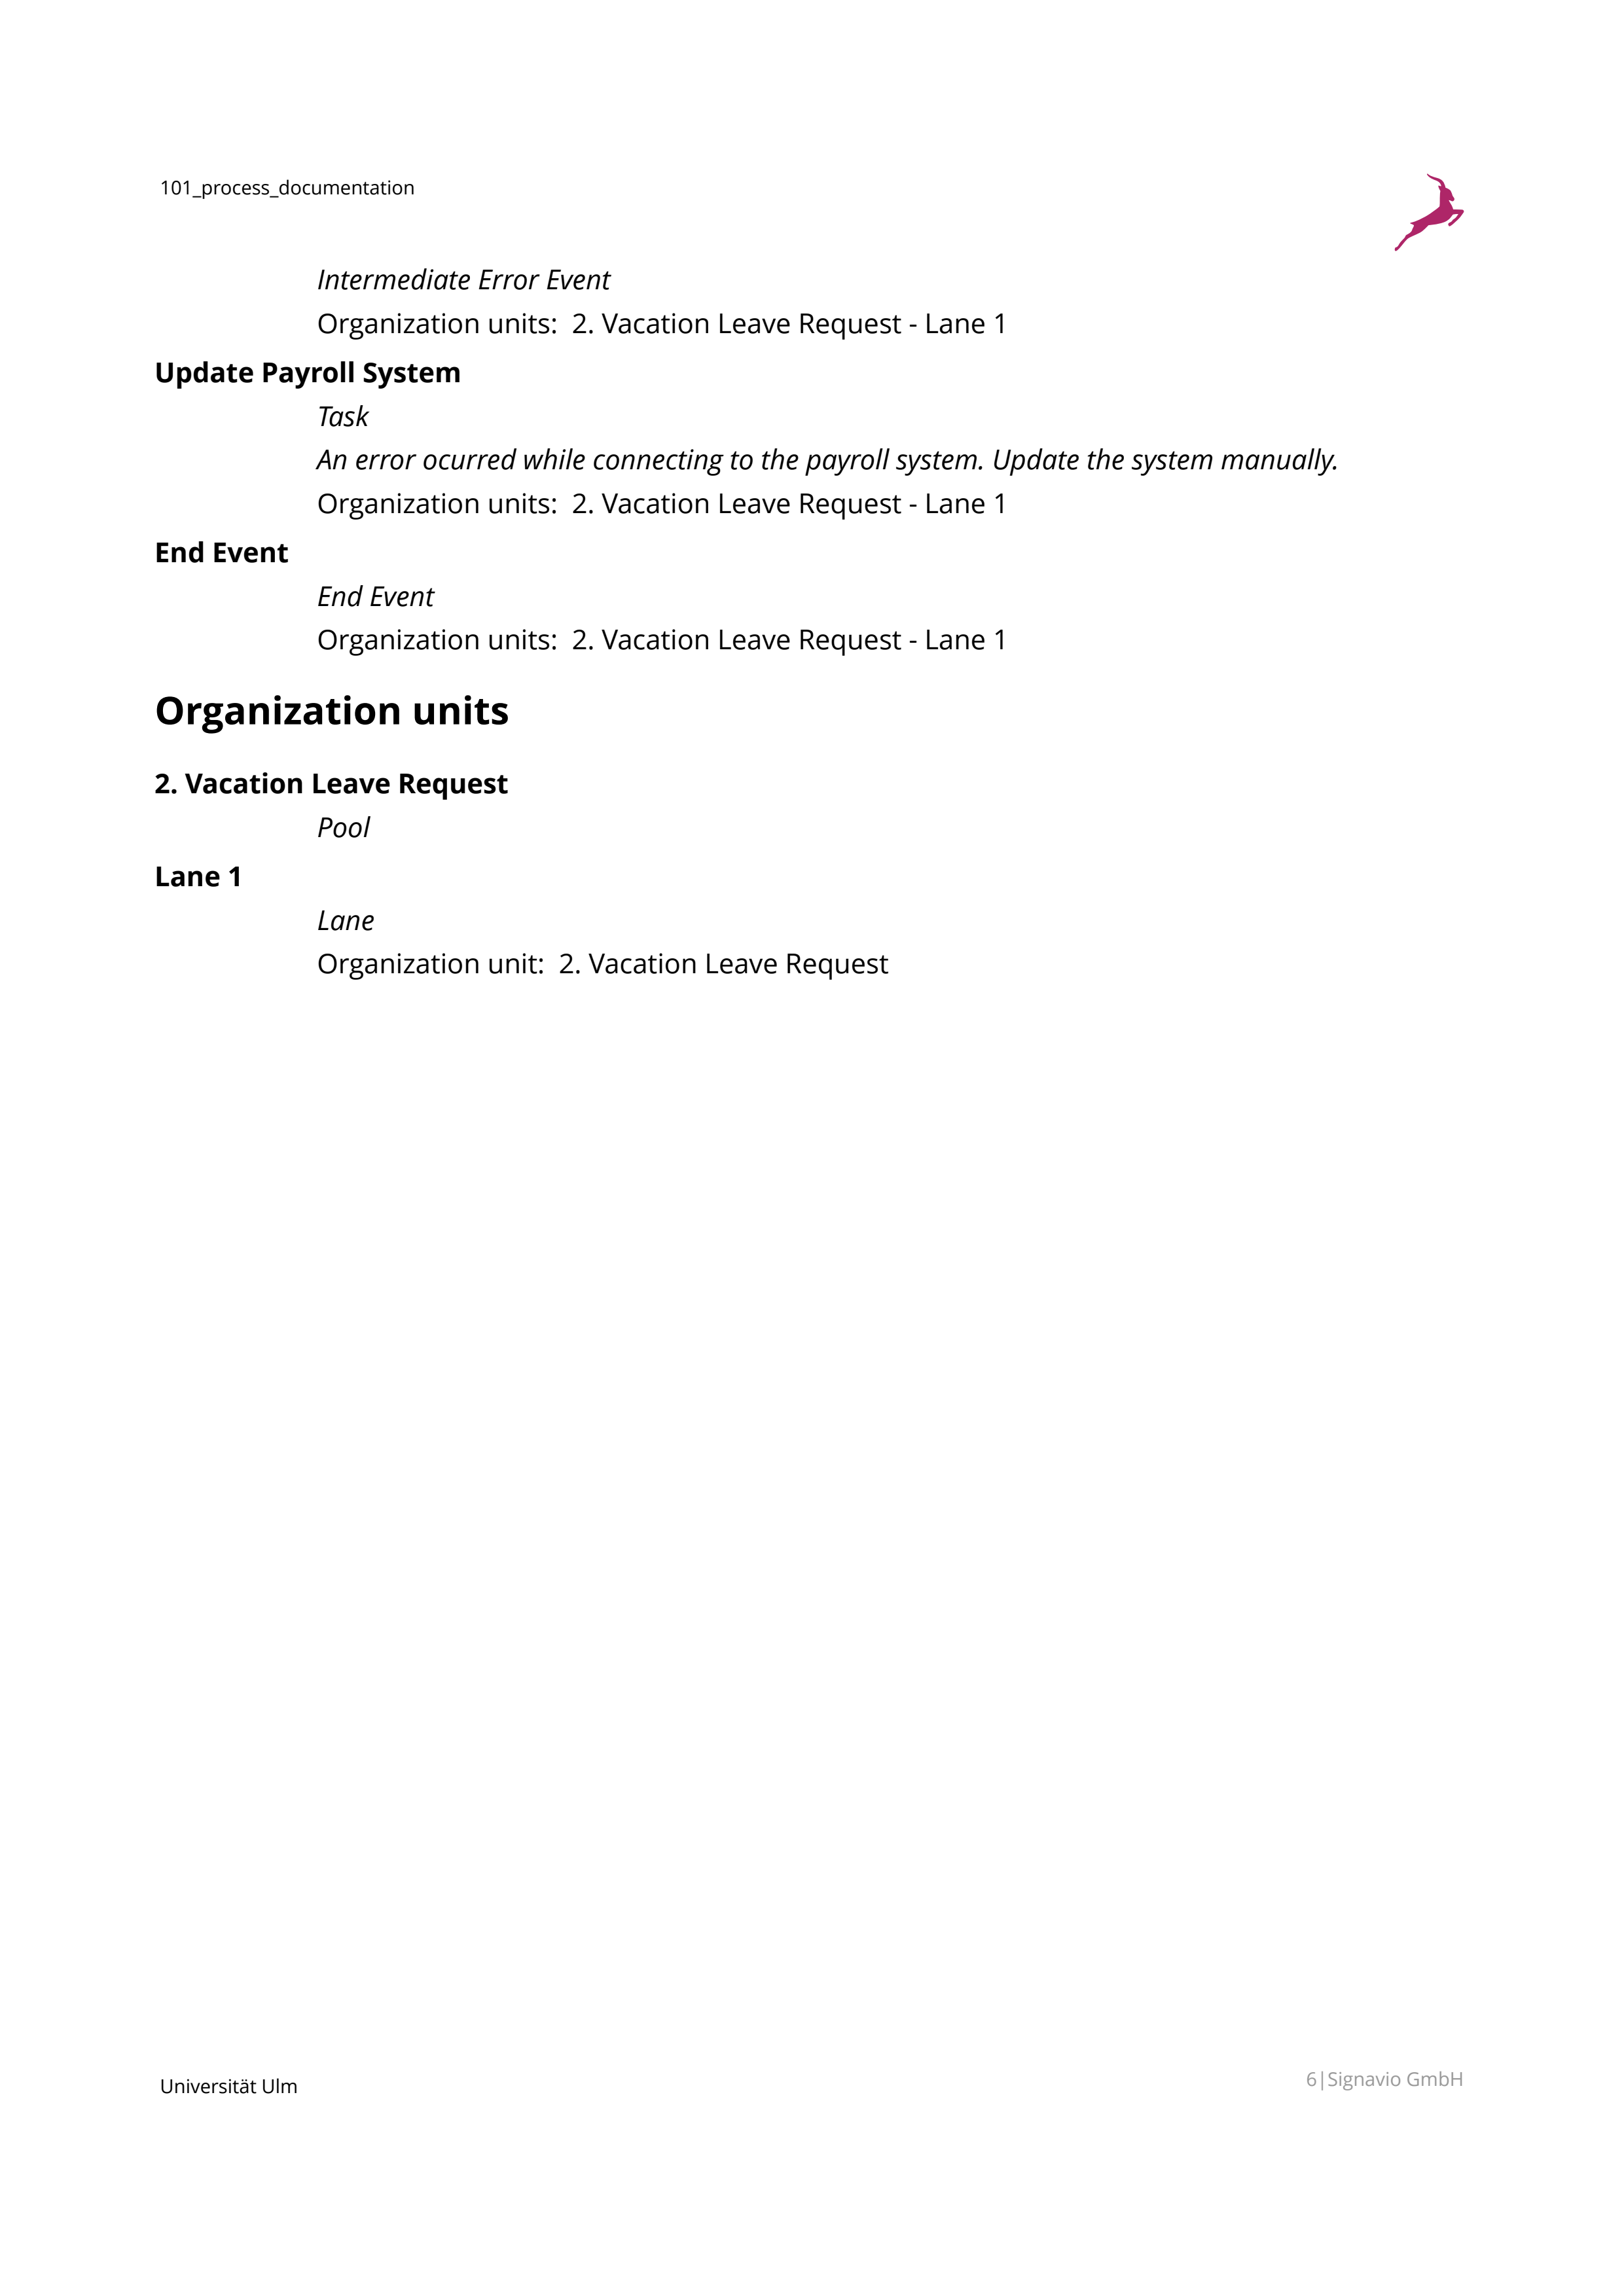 101_process_documentation
Intermediate Error Event
Organization units:  2. Vacation Leave Request - Lane 1
Update Payroll System
Task
An error ocurred while connecting to the payroll system. Update the system manually.
Organization units:  2. Vacation Leave Request - Lane 1
End Event
End Event
Organization units:  2. Vacation Leave Request - Lane 1
Organization units
2. Vacation Leave Request
Pool
Lane 1
Lane
Organization unit:  2. Vacation Leave Request
Universität Ulm
6|Signavio GmbH